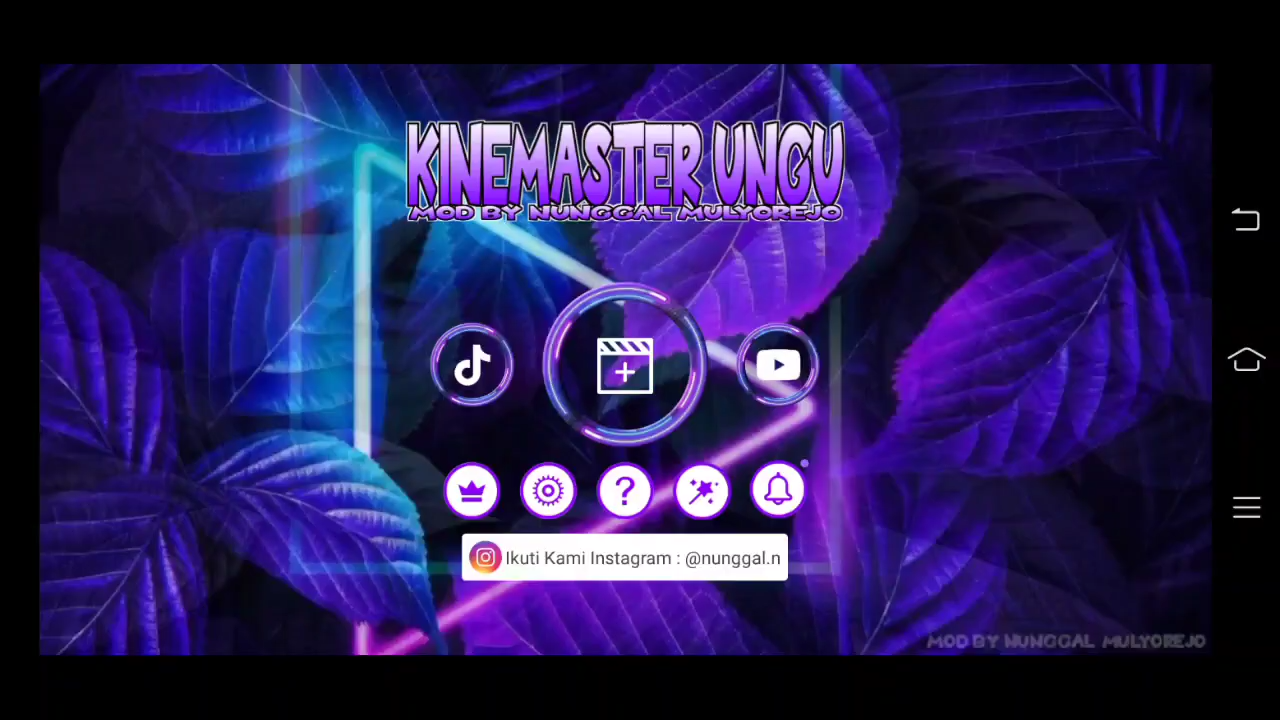 KINEMASTER UNGU
MOD BY NUNGGAL MULYOREJO
Ikuti Kami Instagram : @nunggal.n
MOD BY NUNGGAL MULYOREJO